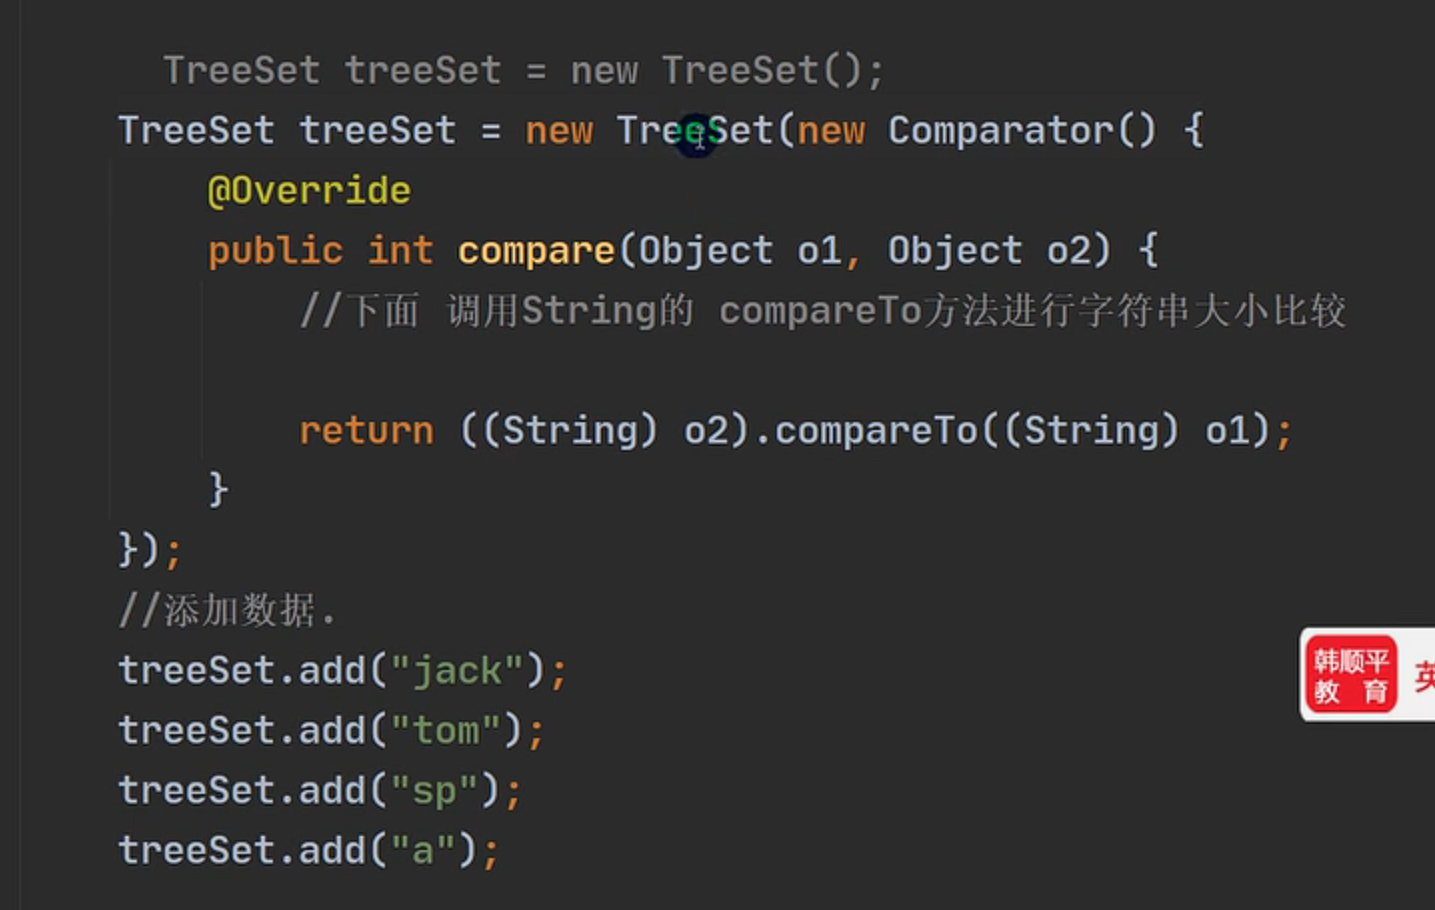 TreeSet treeSet = new TreeSet();
TreeSet treeSet = new TreeSet(new Comparator() {
@Override
public int compare(Object o1, Object o2) {
//下面 调用String的 compareTo方法进行字符串大小比较
return ((String) o2).compareTo((String) o1);
}
});
//添加数据.
treeSet.add("jack");
treeSet.add("tom");
treeSet.add("sp");
treeSet.add("a");
韩顺平
教 育
英